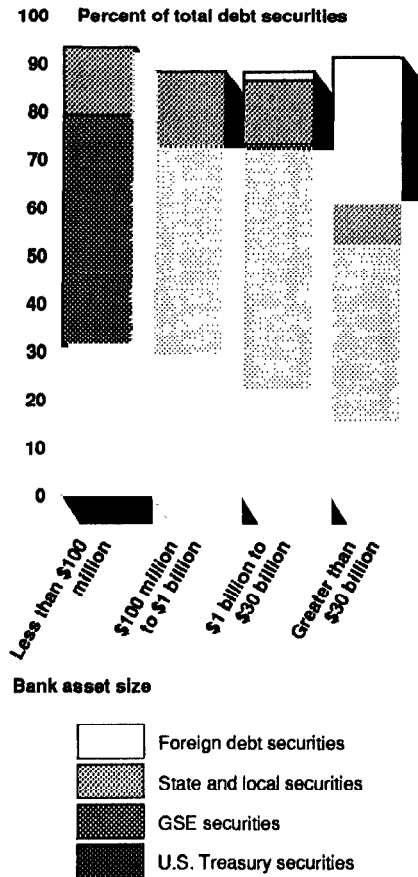 100 Percent of total debt securities
90
80
70
60
50
40
30
20
10
0
Less than $100
million
$100 million
to $1 billion
$1 billion to
$30 billion
Greater than
$30 billion
Bank asset size
Foreign debt securities
State and local securities
GSE securities
U.S. Treasury securities